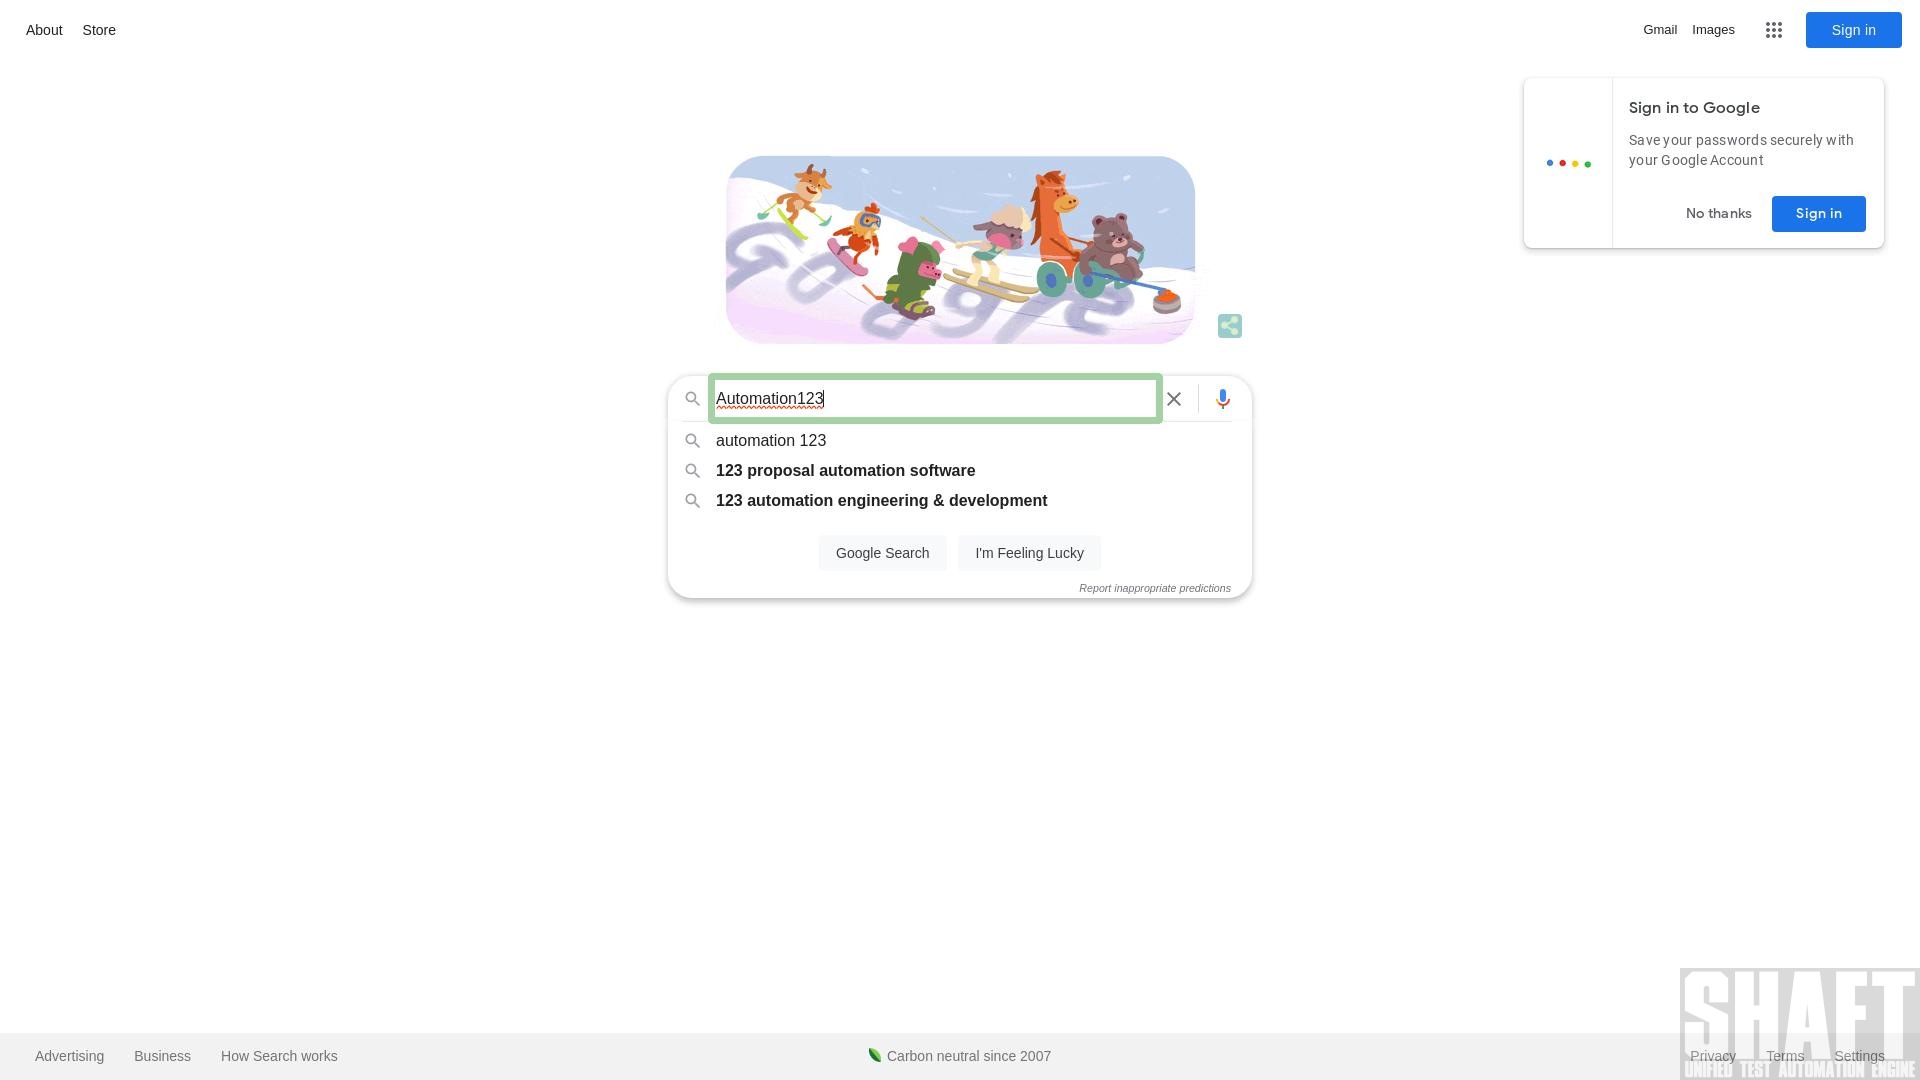 About Store
Gmail Images Sign in
Sign in to Google
Save your passwords securely with
your Google Account
No thanks Sign in
Google
Automation123
automation 123
123 proposal automation software
123 automation engineering & development
Google Search I'm Feeling Lucky
Report inappropriate predictions
Advertising Business How Search works
Carbon neutral since 2007
Privacy Terms Settings
SHAFT
UNIFIED TEST AUTOMATION ENGINE